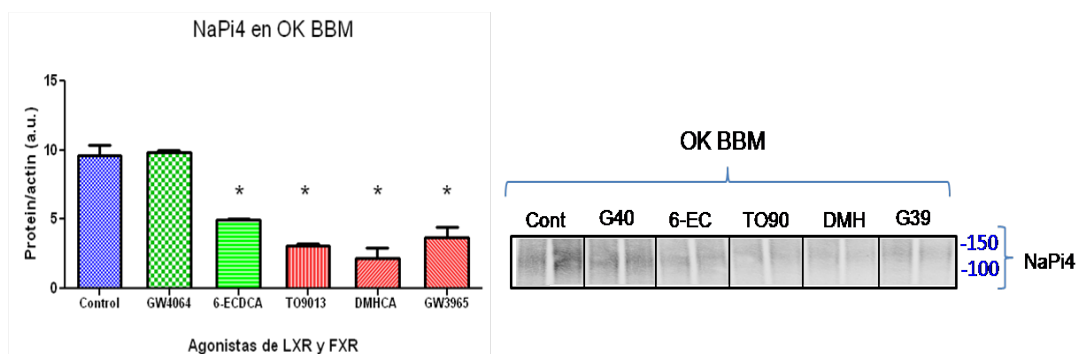 NaPi4 en OK BBM
Protein/actin (a.u.)
15
10
5
0
* * * *
Control GW4064 6-ECDCA TO9013 DMHCA GW3965
Agonistas de LXR y FXR
OK BBM
Cont G40 6-EC TO90 DMH G39
-150
-100
NaPi4